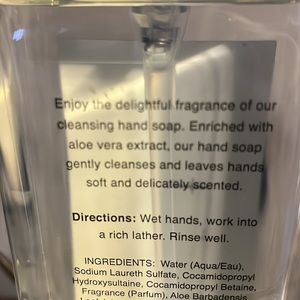 Enjoy the delightful fragrance of our
cleansing hand soap. Enriched with
aloe vera extract, our hand soap
gently cleanses and leaves hands
soft and delicately scented.
Directions: Wet hands, work into
a rich lather. Rinse well.
INGREDIENTS: Water (Aqua/Eau),
Sodium Laureth Sulfate, Cocamidopropyl
Hydroxysultaine, Cocamidopropyl Betaine,
Fragrance (Parfum), Aloe Barbadensis